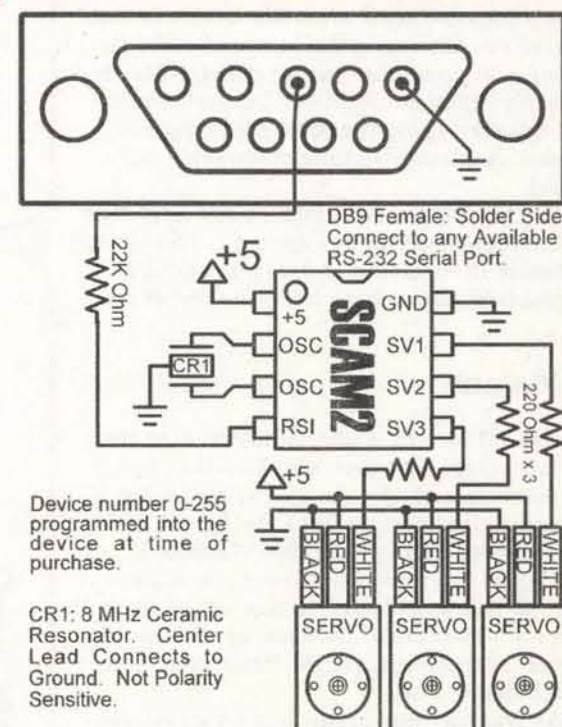 DB9 Female: Solder Side
Connect to any Available
RS-232 Serial Port.
22K Ohm
+5
+5
GND
OSC
SV1
OSC
SV2
RSI
SV3
SCAM2
CR1
220 Ohm x 3
+5
Device number 0-255
programmed into the
device at time of
purchase.
BLACK
RED
WHITE
BLACK
RED
WHITE
BLACK
RED
WHITE
CR1: 8 MHz Ceramic
Resonator. Center
Lead Connects to
Ground. Not Polarity
Sensitive.
SERVO
SERVO
SERVO